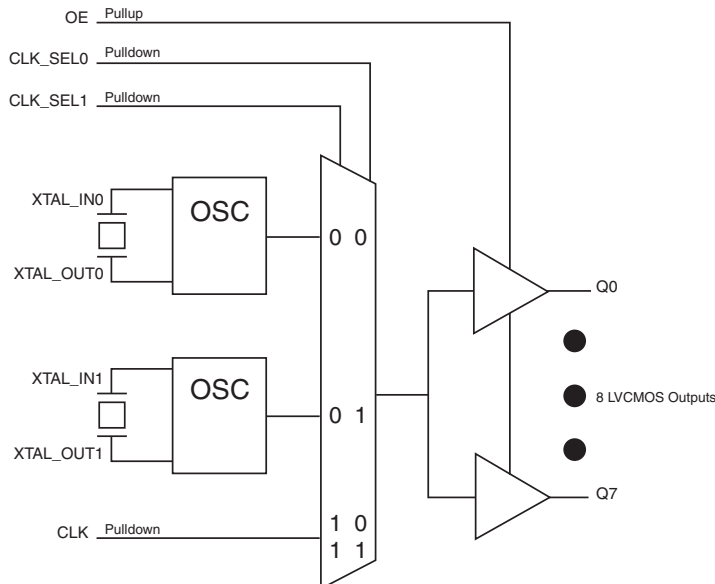 OE Pullup
CLK_SEL0 Pulldown
CLK_SEL1 Pulldown
XTAL_IN0
OSC
0 0
XTAL_OUT0
Q0
XTAL_IN1
OSC
8 LVCMOS Outputs
0 1
XTAL_OUT1
Q7
1 0
CLK Pulldown
1 1